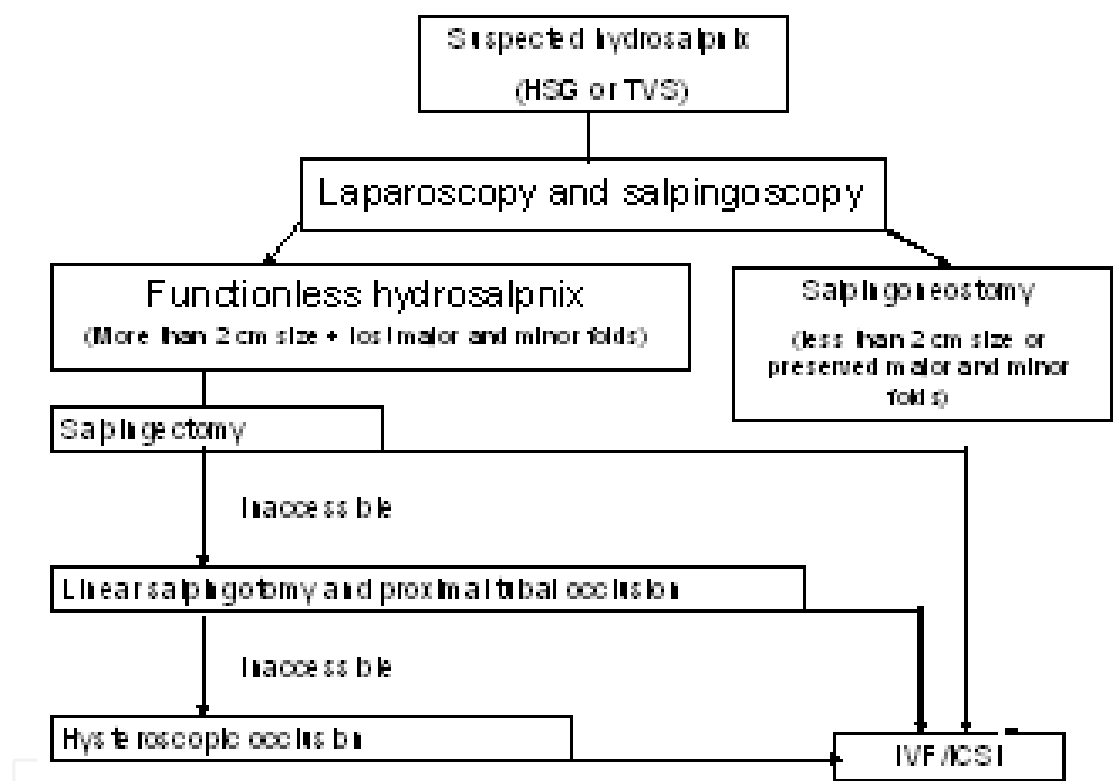 Suspected hydrosalpnix
(HSG or TVS)
Laparoscopy and salpingoscopy
Functionless hydrosalpnix
(More than 2 cm size + lost major and minor folds)
Salpingoneostomy
(less than 2 cm size or
preserved major and minor
folds)
Salpingectomy
Inaccessible
Linear salpingotomy and proximal tubal occlusion
Inaccessible
Hysteroscopic occlusion
IVF/ICSI